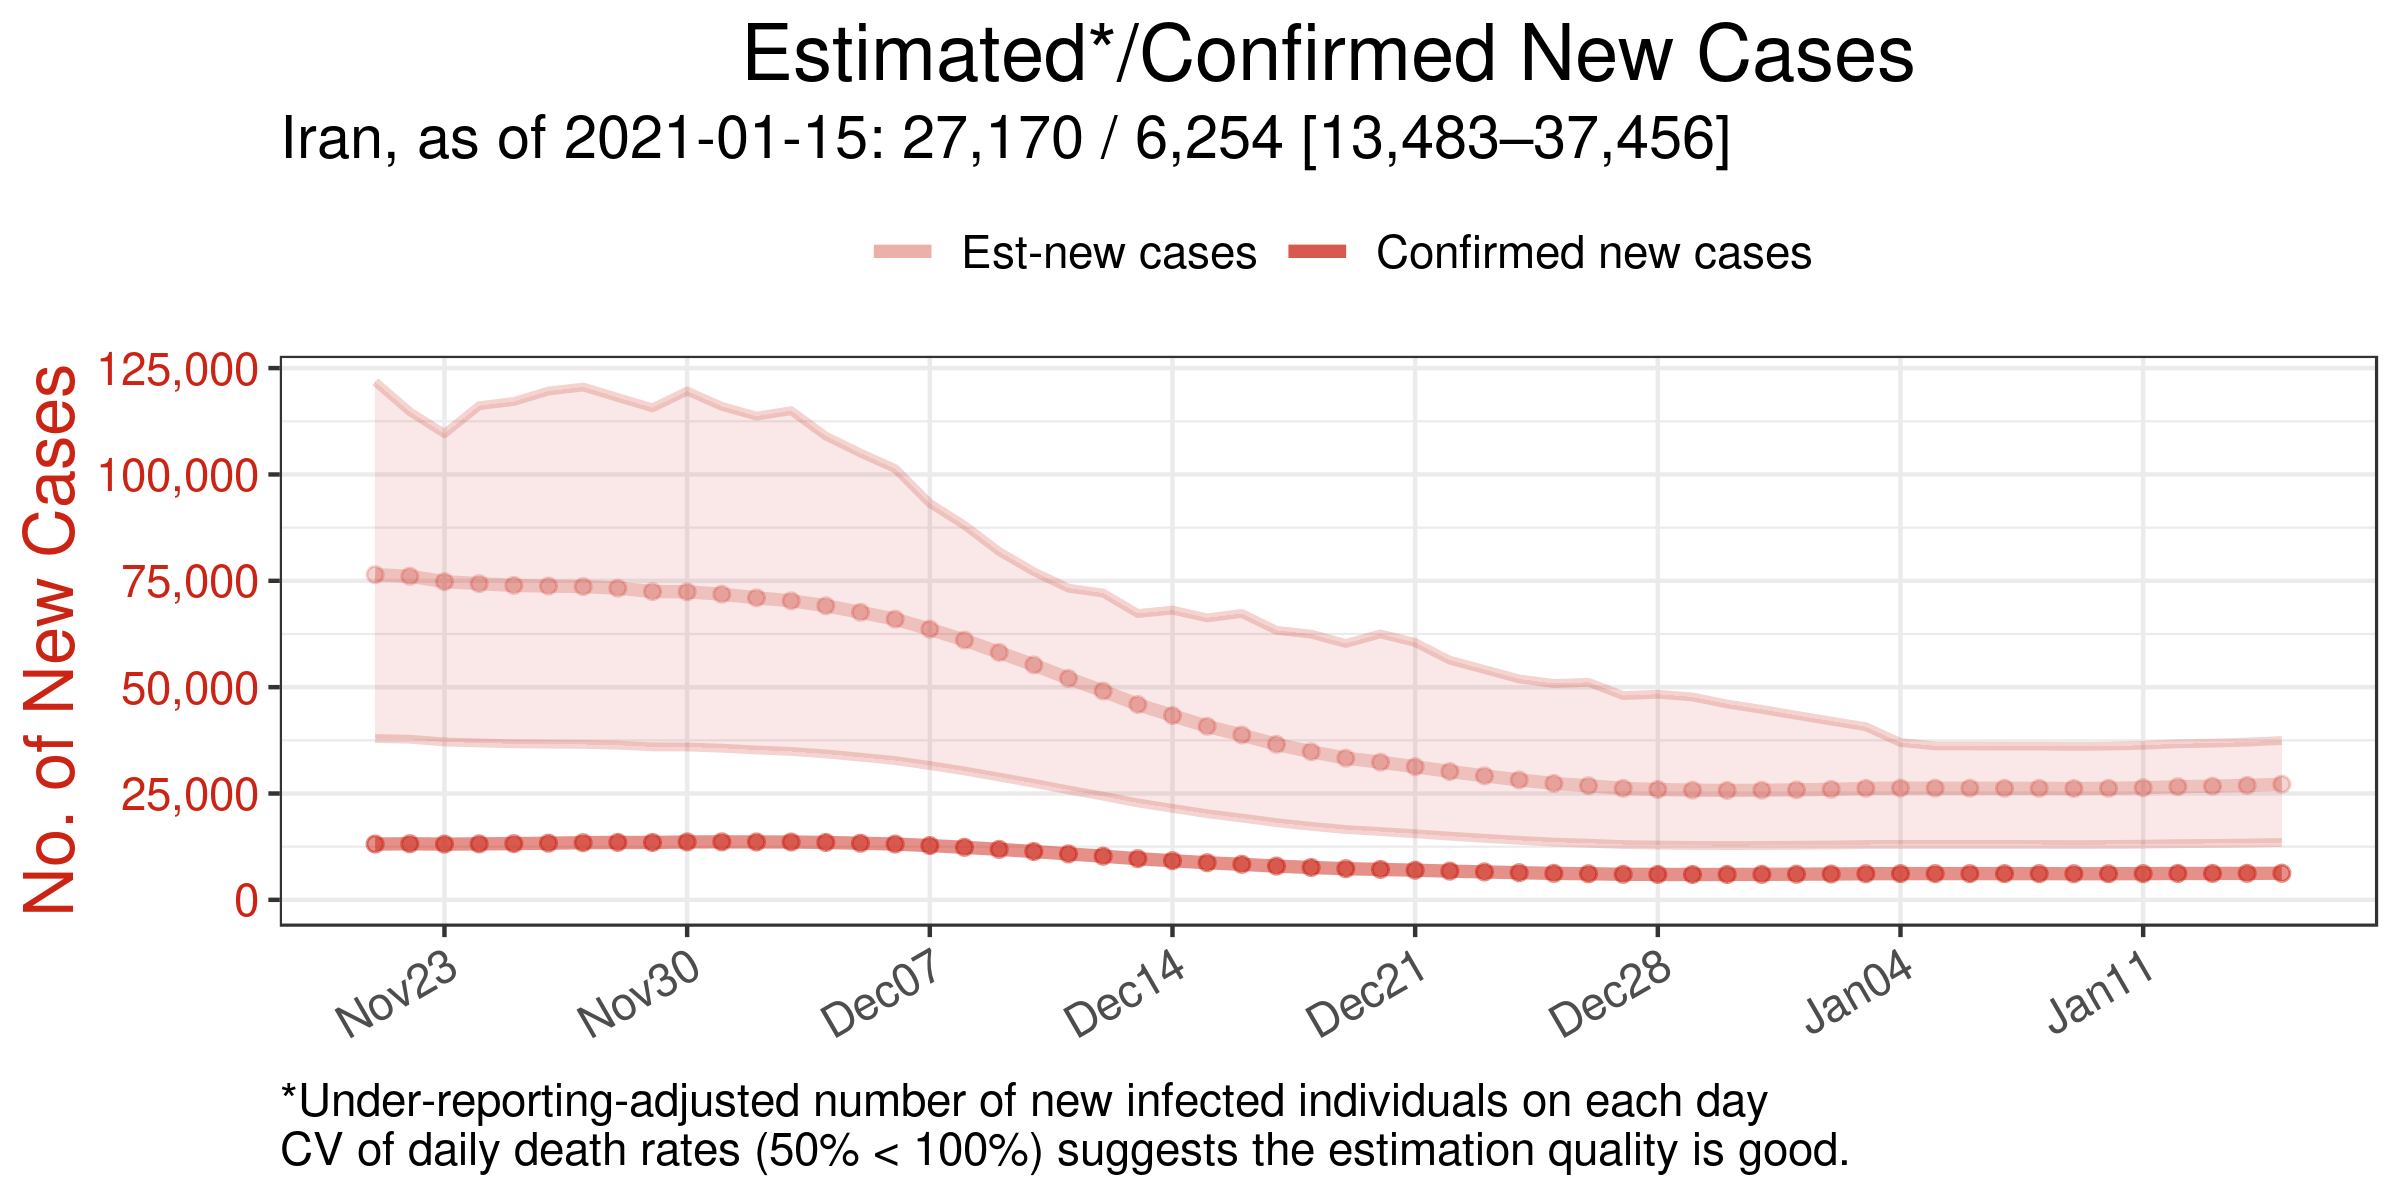 Estimated*/Confirmed New Cases
Iran, as of 2021-01-15: 27,170 / 6,254 [13,483–37,456]
Est-new cases
Confirmed new cases
No. of New Cases
125,000
100,000
75,000
50,000
25,000
0
Nov23
Nov30
Dec07
Dec14
Dec21
Dec28
Jan04
Jan11
*Under-reporting-adjusted number of new infected individuals on each day
CV of daily death rates (50% < 100%) suggests the estimation quality is good.